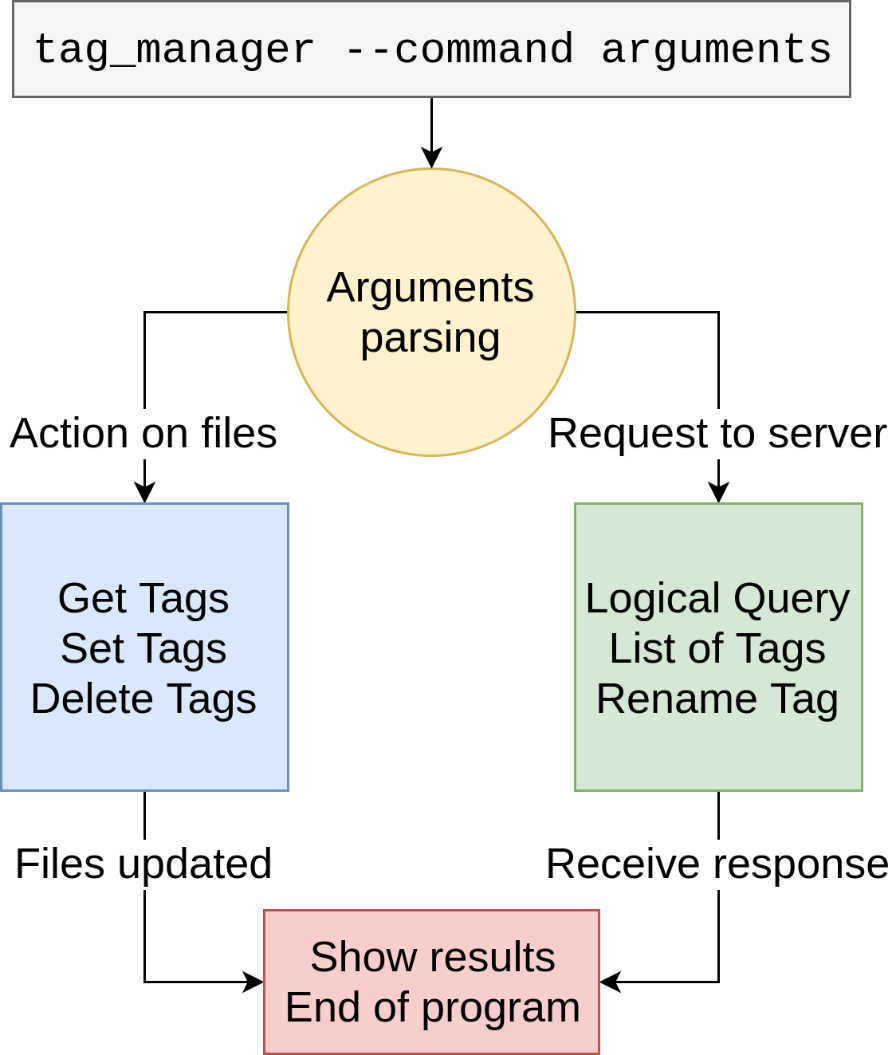 tag_manager --command arguments
Arguments
parsing
Action on files
Request to server
Get Tags
Set Tags
Delete Tags
Logical Query
List of Tags
Rename Tag
Files updated
Receive response
Show results
End of program